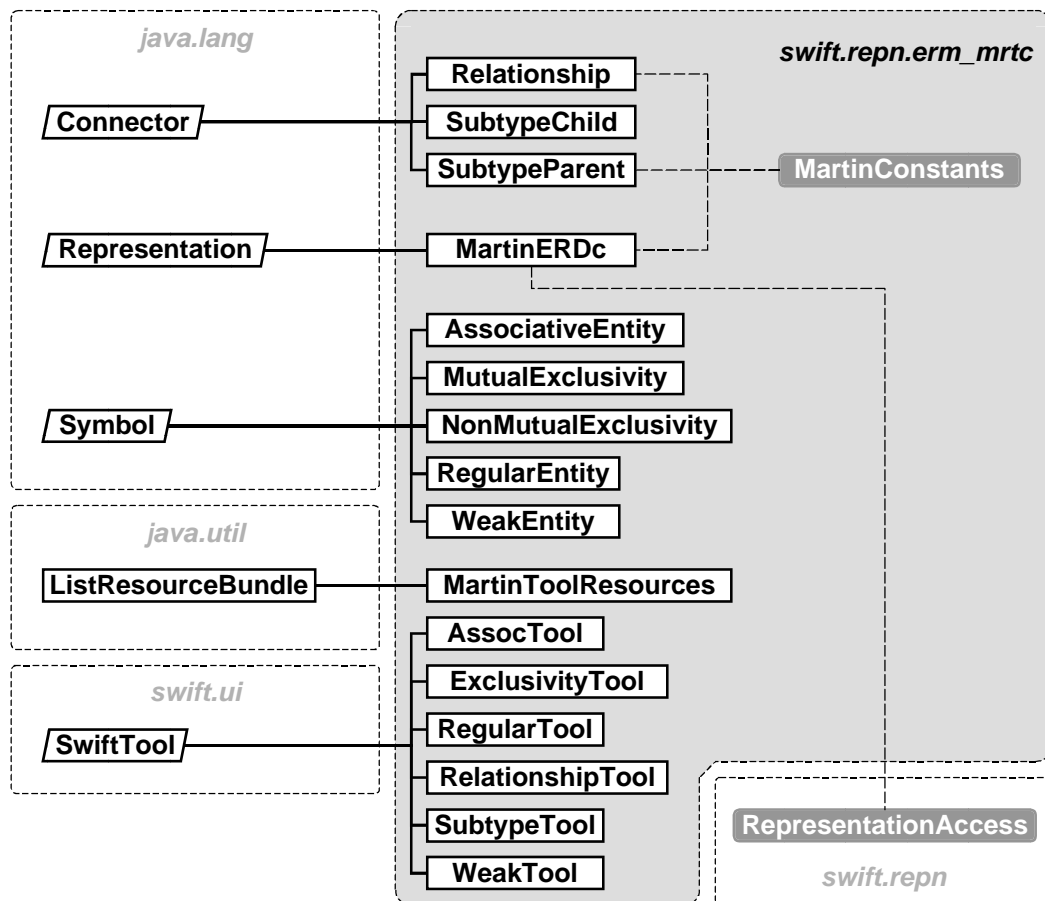 java.lang
swift.repn.erm_mrtc
Relationship
Connector
SubtypeChild
SubtypeParent
MartinConstants
Representation
MartinERDc
AssociativeEntity
MutualExclusivity
Symbol
NonMutualExclusivity
RegularEntity
WeakEntity
java.util
ListResourceBundle
MartinToolResources
AssocTool
swift.ui
ExclusivityTool
SwiftTool
RegularTool
RelationshipTool
SubtypeTool
RepresentationAccess
WeakTool
swift.repn